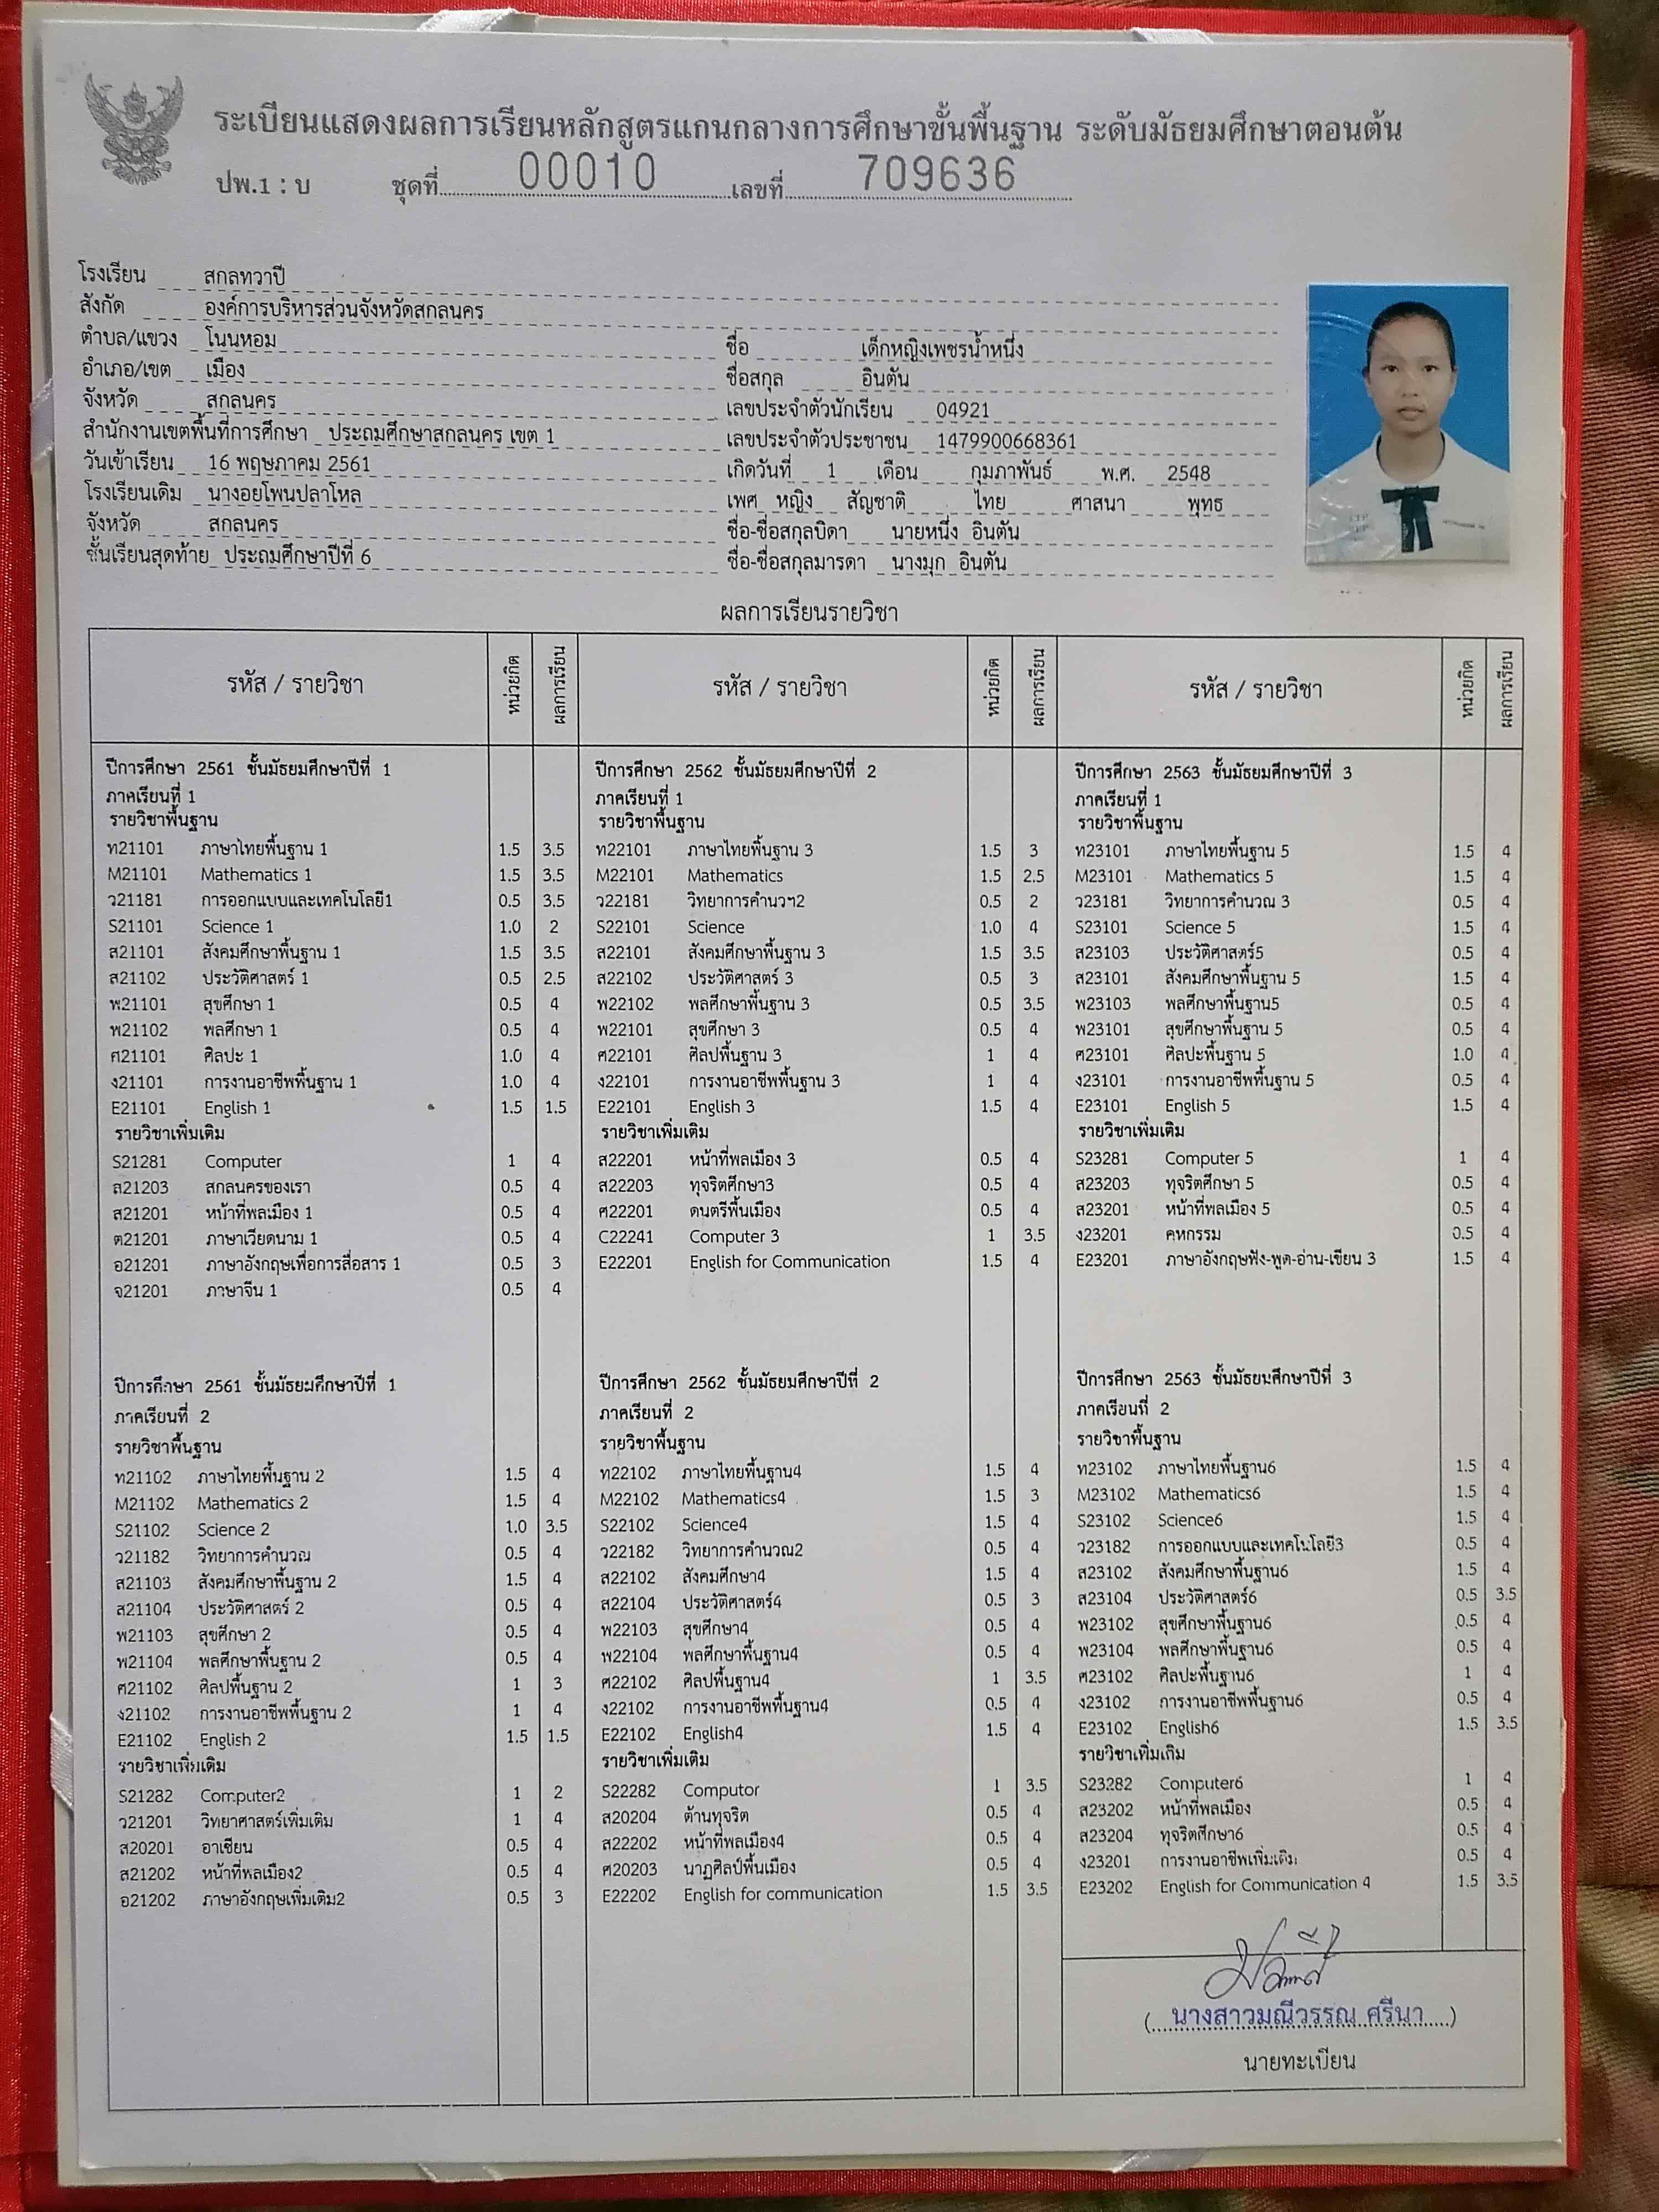 ระเบียนแสดงผลการเรียนหลักสูตรแกนกลางการศึกษาขั้นพื้นฐาน ระดับมัธยมศึกษาตอนต้น
ปพ.1 : บ ชุดที่ 00010 เลขที่ 709636
โรงเรียน สกลทวาปี
สังกัด องค์การบริหารส่วนจังหวัดสกลนคร
ตำบล/แขวง โนนหอม
อำเภอ/เขต เมือง
จังหวัด สกลนคร
สำนักงานเขตพื้นที่การศึกษา ประถมศึกษาสกลนคร เขต 1
วันเข้าเรียน 16 พฤษภาคม 2561
โรงเรียนเดิม นางอยโพนปลาโหล
จังหวัด สกลนคร
ชั้นเรียนสุดท้าย ประถมศึกษาปีที่ 6
ชื่อ เด็กหญิงเพชรน้ำหนึ่ง
ชื่อสกุล อินตัน
เลขประจำตัวนักเรียน 04921
เลขประจำตัวประชาชน 1479900668361
เกิดวันที่ 1 เดือน กุมภาพันธ์ พ.ศ. 2548
เพศ หญิง สัญชาติ ไทย ศาสนา พุทธ
ชื่อ-ชื่อสกุลบิดา นายหนึ่ง อินตัน
ชื่อ-ชื่อสกุลมารดา นางมุก อินตัน
ผลการเรียนรายวิชา
รหัส / รายวิชา หน่วยกิต ผลการเรียน
ปีการศึกษา 2561 ชั้นมัธยมศึกษาปีที่ 1
ภาคเรียนที่ 1
รายวิชาพื้นฐาน
ท21101 ภาษาไทยพื้นฐาน 1 1.5 3.5
M21101 Mathematics 1 1.5 3.5
ว21181 การออกแบบและเทคโนโลยี1 0.5 3.5
S21101 Science 1 1.0 2
ส21101 สังคมศึกษาพื้นฐาน 1 1.5 3.5
ส21102 ประวัติศาสตร์ 1 0.5 2.5
พ21101 สุขศึกษา 1 0.5 4
พ21102 พลศึกษา 1 0.5 4
ศ21101 ศิลปะ 1 1.0 4
ง21101 การงานอาชีพพื้นฐาน 1 1.0 4
E21101 English 1 1.5 1.5
รายวิชาเพิ่มเติม
S21281 Computer 1 4
ส21203 สกลนครของเรา 0.5 4
ส21201 หน้าที่พลเมือง 1 0.5 4
ต21201 ภาษาเวียดนาม 1 0.5 4
อ21201 ภาษาอังกฤษเพื่อการสื่อสาร 1 0.5 3
จ21201 ภาษาจีน 1 0.5 4
ปีการศึกษา 2561 ชั้นมัธยมศึกษาปีที่ 1
ภาคเรียนที่ 2
รายวิชาพื้นฐาน
ท21102 ภาษาไทยพื้นฐาน 2 1.5 4
M21102 Mathematics 2 1.5 4
S21102 Science 2 1.0 3.5
ว21182 วิทยาการคำนวณ 0.5 4
ส21103 สังคมศึกษาพื้นฐาน 2 1.5 4
ส21104 ประวัติศาสตร์ 2 0.5 4
พ21103 สุขศึกษา 2 0.5 4
พ21104 พลศึกษาพื้นฐาน 2 0.5 4
ศ21102 ศิลปพื้นฐาน 2 1 3
ง21102 การงานอาชีพพื้นฐาน 2 1 4
E21102 English 2 1.5 1.5
รายวิชาเพิ่มเติม
S21282 Computer2 1 2
ว21201 วิทยาศาสตร์เพิ่มเติม 1 4
ส20201 อาเซียน 0.5 4
ส21202 หน้าที่พลเมือง2 0.5 4
อ21202 ภาษาอังกฤษเพิ่มเติม2 0.5 3
รหัส / รายวิชา หน่วยกิต ผลการเรียน
ปีการศึกษา 2562 ชั้นมัธยมศึกษาปีที่ 2
ภาคเรียนที่ 1
รายวิชาพื้นฐาน
ท22101 ภาษาไทยพื้นฐาน 3 1.5 3
M22101 Mathematics 1.5 2.5
ว22181 วิทยาการคำนวฯ2 0.5 2
S22101 Science 1.0 4
ส22101 สังคมศึกษาพื้นฐาน 3 1.5 3.5
ส22102 ประวัติศาสตร์ 3 0.5 3
พ22102 พลศึกษาพื้นฐาน 3 0.5 3.5
พ22101 สุขศึกษา 3 0.5 4
ศ22101 ศิลปพื้นฐาน 3 1 4
ง22101 การงานอาชีพพื้นฐาน 3 1 4
E22101 English 3 1.5 4
รายวิชาเพิ่มเติม
ส22201 หน้าที่พลเมือง 3 0.5 4
ส22203 ทุจริตศึกษา3 0.5 4
ศ22201 ดนตรีพื้นเมือง 0.5 4
C22241 Computer 3 1 3.5
E22201 English for Communication 1.5 4
ปีการศึกษา 2562 ชั้นมัธยมศึกษาปีที่ 2
ภาคเรียนที่ 2
รายวิชาพื้นฐาน
ท22102 ภาษาไทยพื้นฐาน4 1.5 4
M22102 Mathematics4 1.5 3
S22102 Science4 1.5 4
ว22182 วิทยาการคำนวณ2 0.5 4
ส22102 สังคมศึกษา4 1.5 4
ส22104 ประวัติศาสตร์4 0.5 3
พ22103 สุขศึกษา4 0.5 4
พ22104 พลศึกษาพื้นฐาน4 0.5 4
ศ22102 ศิลปพื้นฐาน4 1 3.5
ง22102 การงานอาชีพพื้นฐาน4 0.5 4
E22102 English4 1.5 4
รายวิชาเพิ่มเติม
S22282 Computor 1 3.5
ส20204 ต้านทุจริต 0.5 4
ส22202 หน้าที่พลเมือง4 0.5 4
ศ20203 นาฏศิลป์พื้นเมือง 0.5 4
E22202 English for communication 1.5 3.5
รหัส / รายวิชา หน่วยกิต ผลการเรียน
ปีการศึกษา 2563 ชั้นมัธยมศึกษาปีที่ 3
ภาคเรียนที่ 1
รายวิชาพื้นฐาน
ท23101 ภาษาไทยพื้นฐาน 5 1.5 4
M23101 Mathematics 5 1.5 4
ว23181 วิทยาการคำนวณ 3 0.5 4
S23101 Science 5 1.5 4
ส23103 ประวัติศาสตร์5 0.5 4
ส23101 สังคมศึกษาพื้นฐาน 5 1.5 4
พ23103 พลศึกษาพื้นฐาน5 0.5 4
พ23101 สุขศึกษาพื้นฐาน 5 0.5 4
ศ23101 ศิลปะพื้นฐาน 5 1.0 4
ง23101 การงานอาชีพพื้นฐาน 5 0.5 4
E23101 English 5 1.5 4
รายวิชาเพิ่มเติม
S23281 Computer 5 1 4
ส23203 ทุจริตศึกษา 5 0.5 4
ส23201 หน้าที่พลเมือง 5 0.5 4
ง23201 คหกรรม 0.5 4
E23201 ภาษาอังกฤษฟัง-พูด-อ่าน-เขียน 3 1.5 4
ปีการศึกษา 2563 ชั้นมัธยมศึกษาปีที่ 3
ภาคเรียนที่ 2
รายวิชาพื้นฐาน
ท23102 ภาษาไทยพื้นฐาน6 1.5 4
M23102 Mathematics6 1.5 4
S23102 Science6 1.5 4
ว23182 การออกแบบและเทคโนโลยี3 0.5 4
ส23102 สังคมศึกษาพื้นฐาน6 1.5 4
ส23104 ประวัติศาสตร์6 0.5 3.5
พ23102 สุขศึกษาพื้นฐาน6 0.5 4
พ23104 พลศึกษาพื้นฐาน6 0.5 4
ศ23102 ศิลปะพื้นฐาน6 1 4
ง23102 การงานอาชีพพื้นฐาน6 0.5 4
E23102 English6 1.5 3.5
รายวิชาเพิ่มเติม
S23282 Computer6 1 4
ส23202 หน้าที่พลเมือง 0.5 4
ส23204 ทุจริตศึกษา6 0.5 4
ง23201 การงานอาชีพเพิ่มเติม 0.5 4
E23202 English for Communication 4 1.5 3.5
(นางสาวมณีวรรณ ศรีนา)
นายทะเบียน